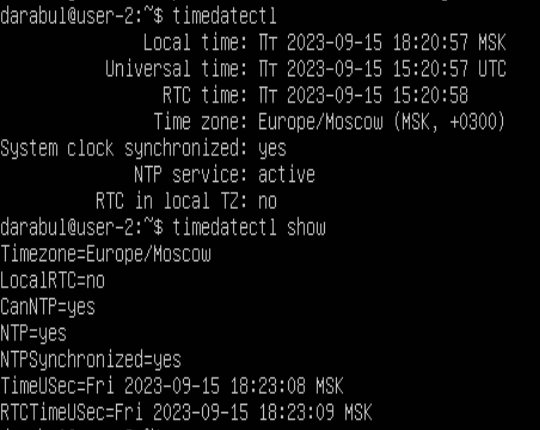 darabul@user-2:~$ timedatectl
Local time: Пт 2023-09-15 18:20:57 MSK
Universal time: Пт 2023-09-15 15:20:57 UTC
RTC time: Пт 2023-09-15 15:20:58
Time zone: Europe/Moscow (MSK, +0300)
System clock synchronized: yes
NTP service: active
RTC in local TZ: no
darabul@user-2:~$ timedatectl show
Timezone=Europe/Moscow
LocalRTC=no
CanNTP=yes
NTP=yes
NTPSynchronized=yes
TimeUSec=Fri 2023-09-15 18:23:08 MSK
RTCTimeUSec=Fri 2023-09-15 18:23:09 MSK